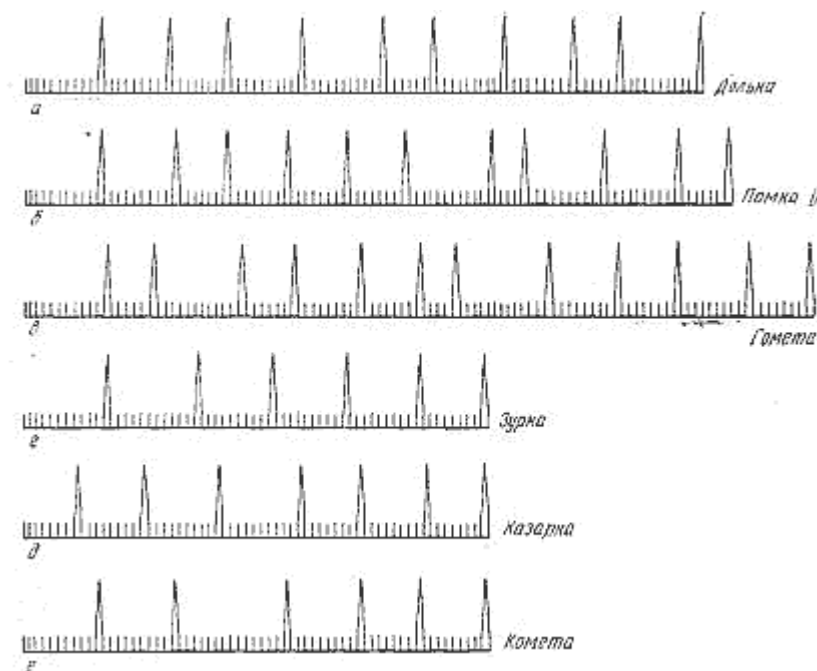 а Долька
б Помка
Гомета
е Зурка
д Казарка
Комета